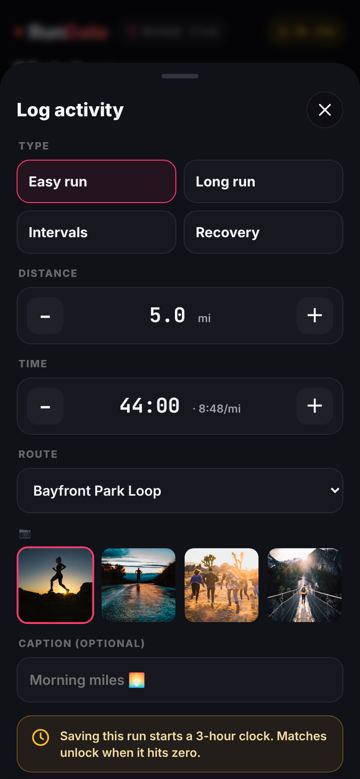 Log activity
TYPE
Easy run
Long run
Intervals
Recovery
DISTANCE
- 5.0 mi +
TIME
- 44:00 · 8:48/mi +
ROUTE
Bayfront Park Loop
CAPTION (OPTIONAL)
Morning miles 🌅
Saving this run starts a 3-hour clock. Matches
unlock when it hits zero.